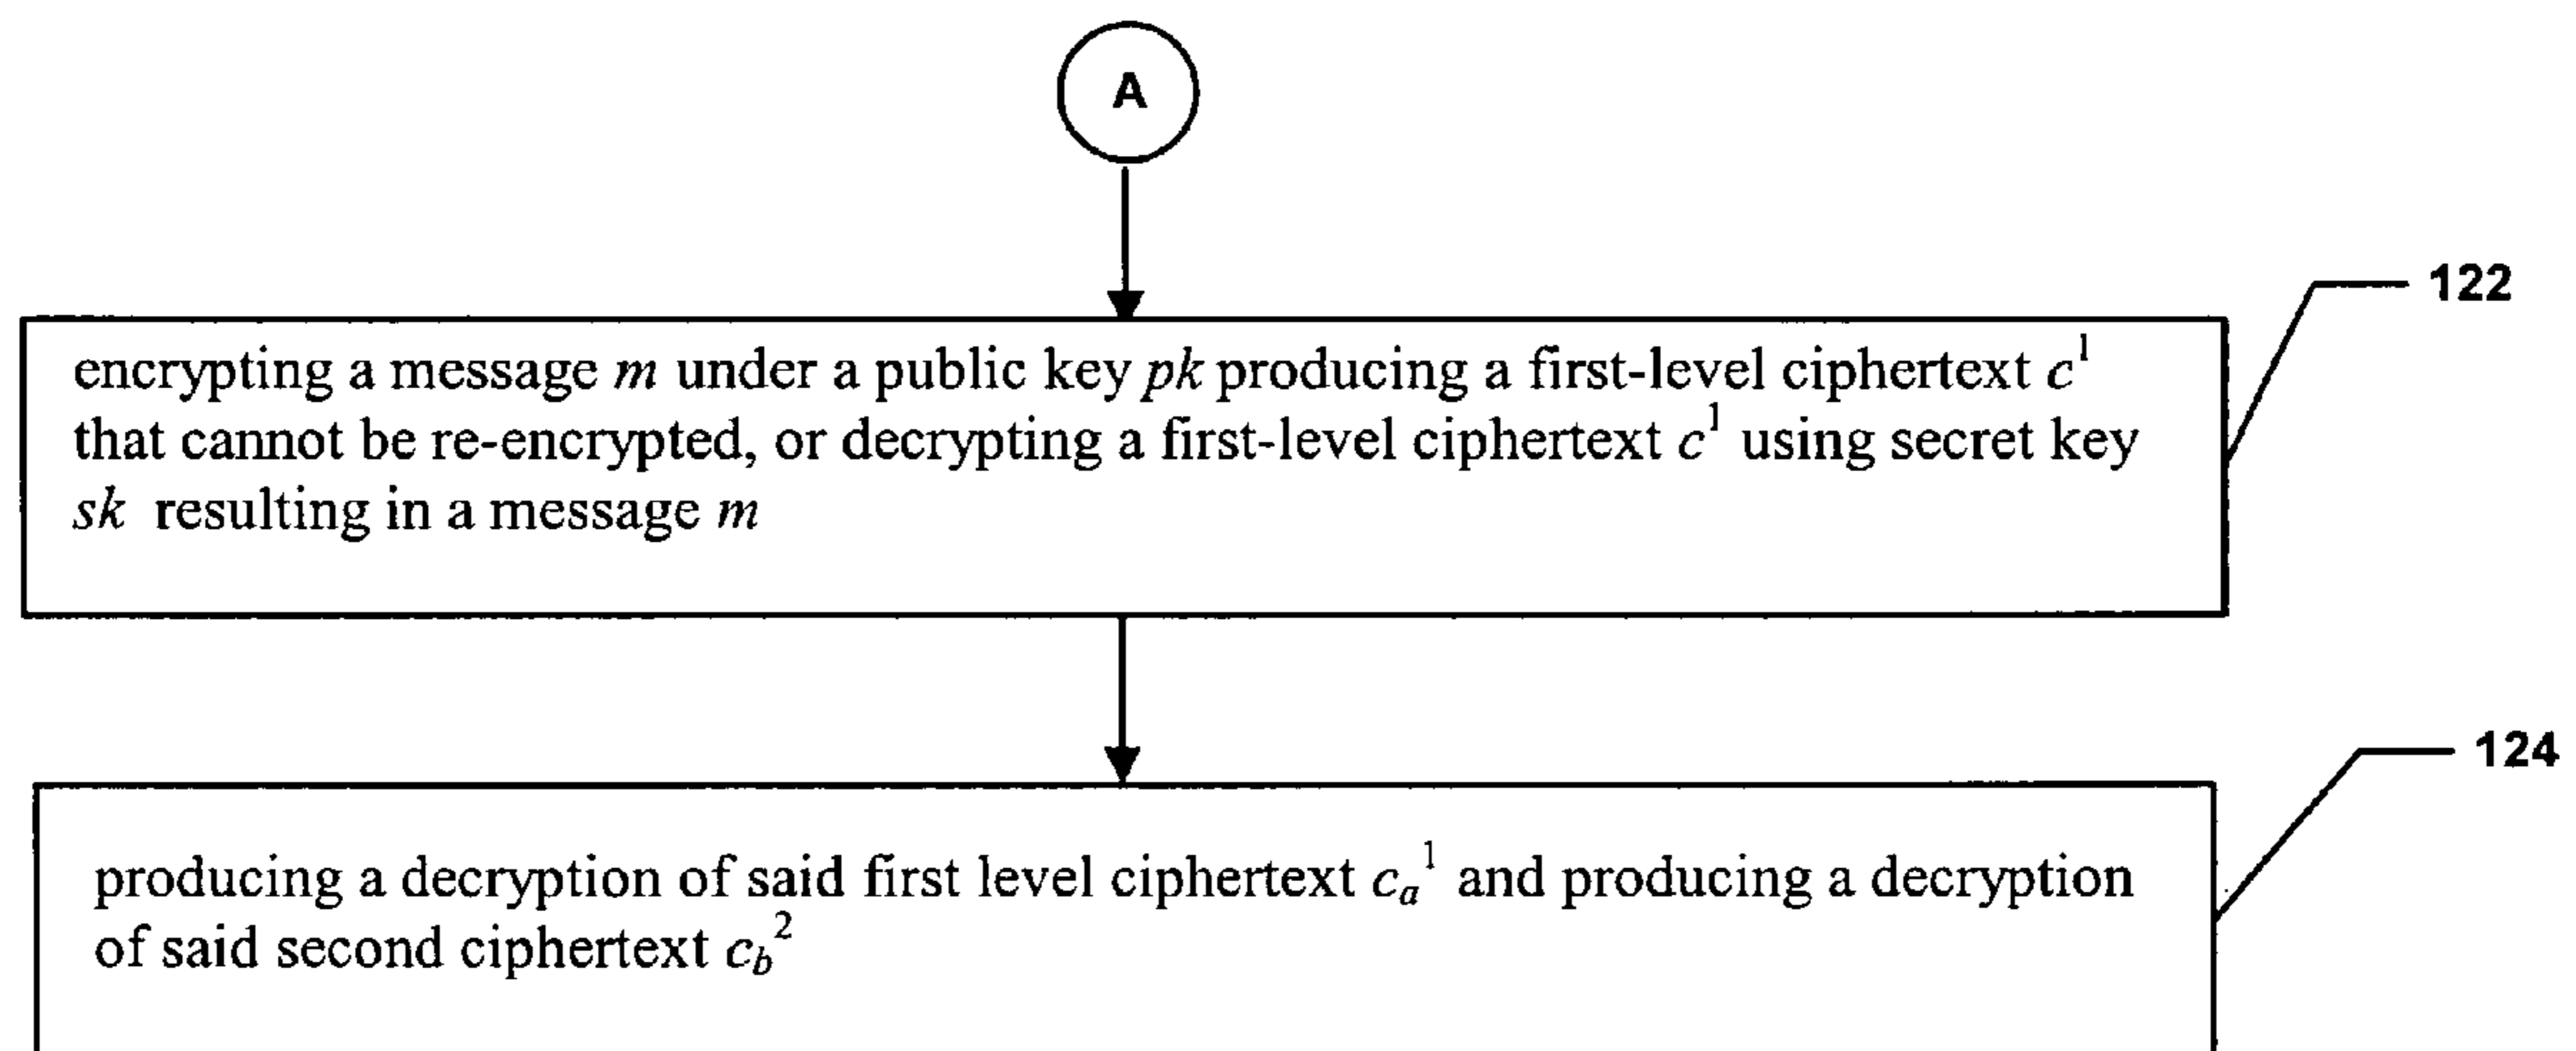 A
122
encrypting a message m under a public key pk producing a first-level ciphertext c¹
that cannot be re-encrypted, or decrypting a first-level ciphertext c¹ using secret key
sk resulting in a message m
124
producing a decryption of said first level ciphertext cₐ¹ and producing a decryption
of said second ciphertext c_b²